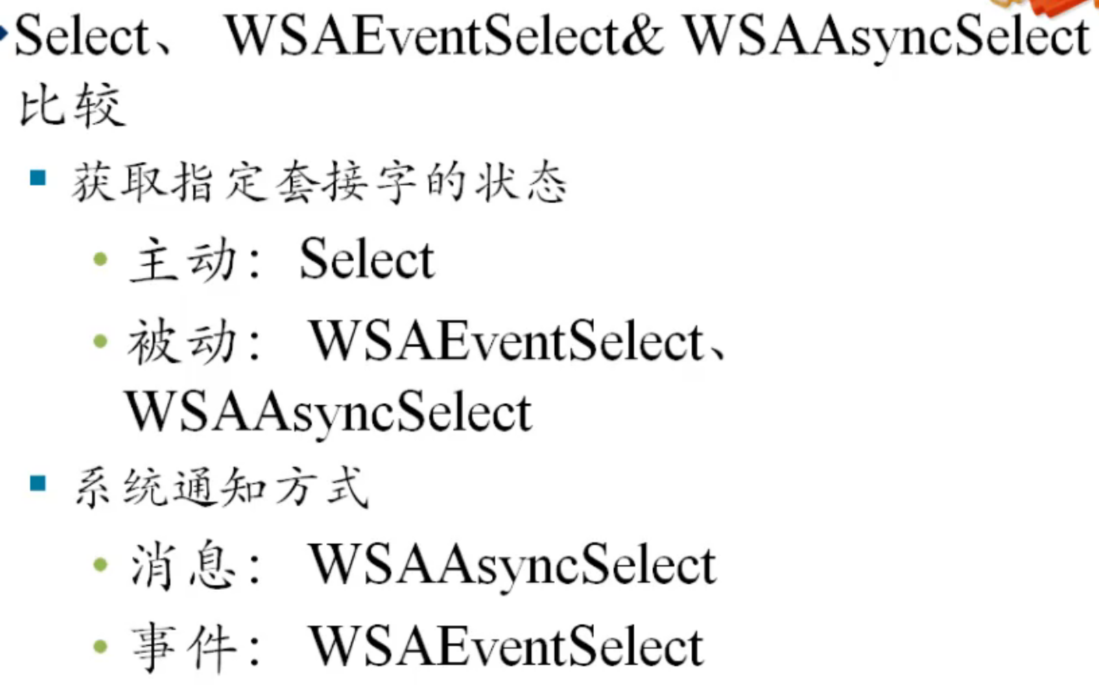 Select、 WSAEventSelect& WSAAsyncSelect
比较
获取指定套接字的状态
主动： Select
被动： WSAEventSelect、
WSAAsyncSelect
系统通知方式
消息： WSAAsyncSelect
事件： WSAEventSelect